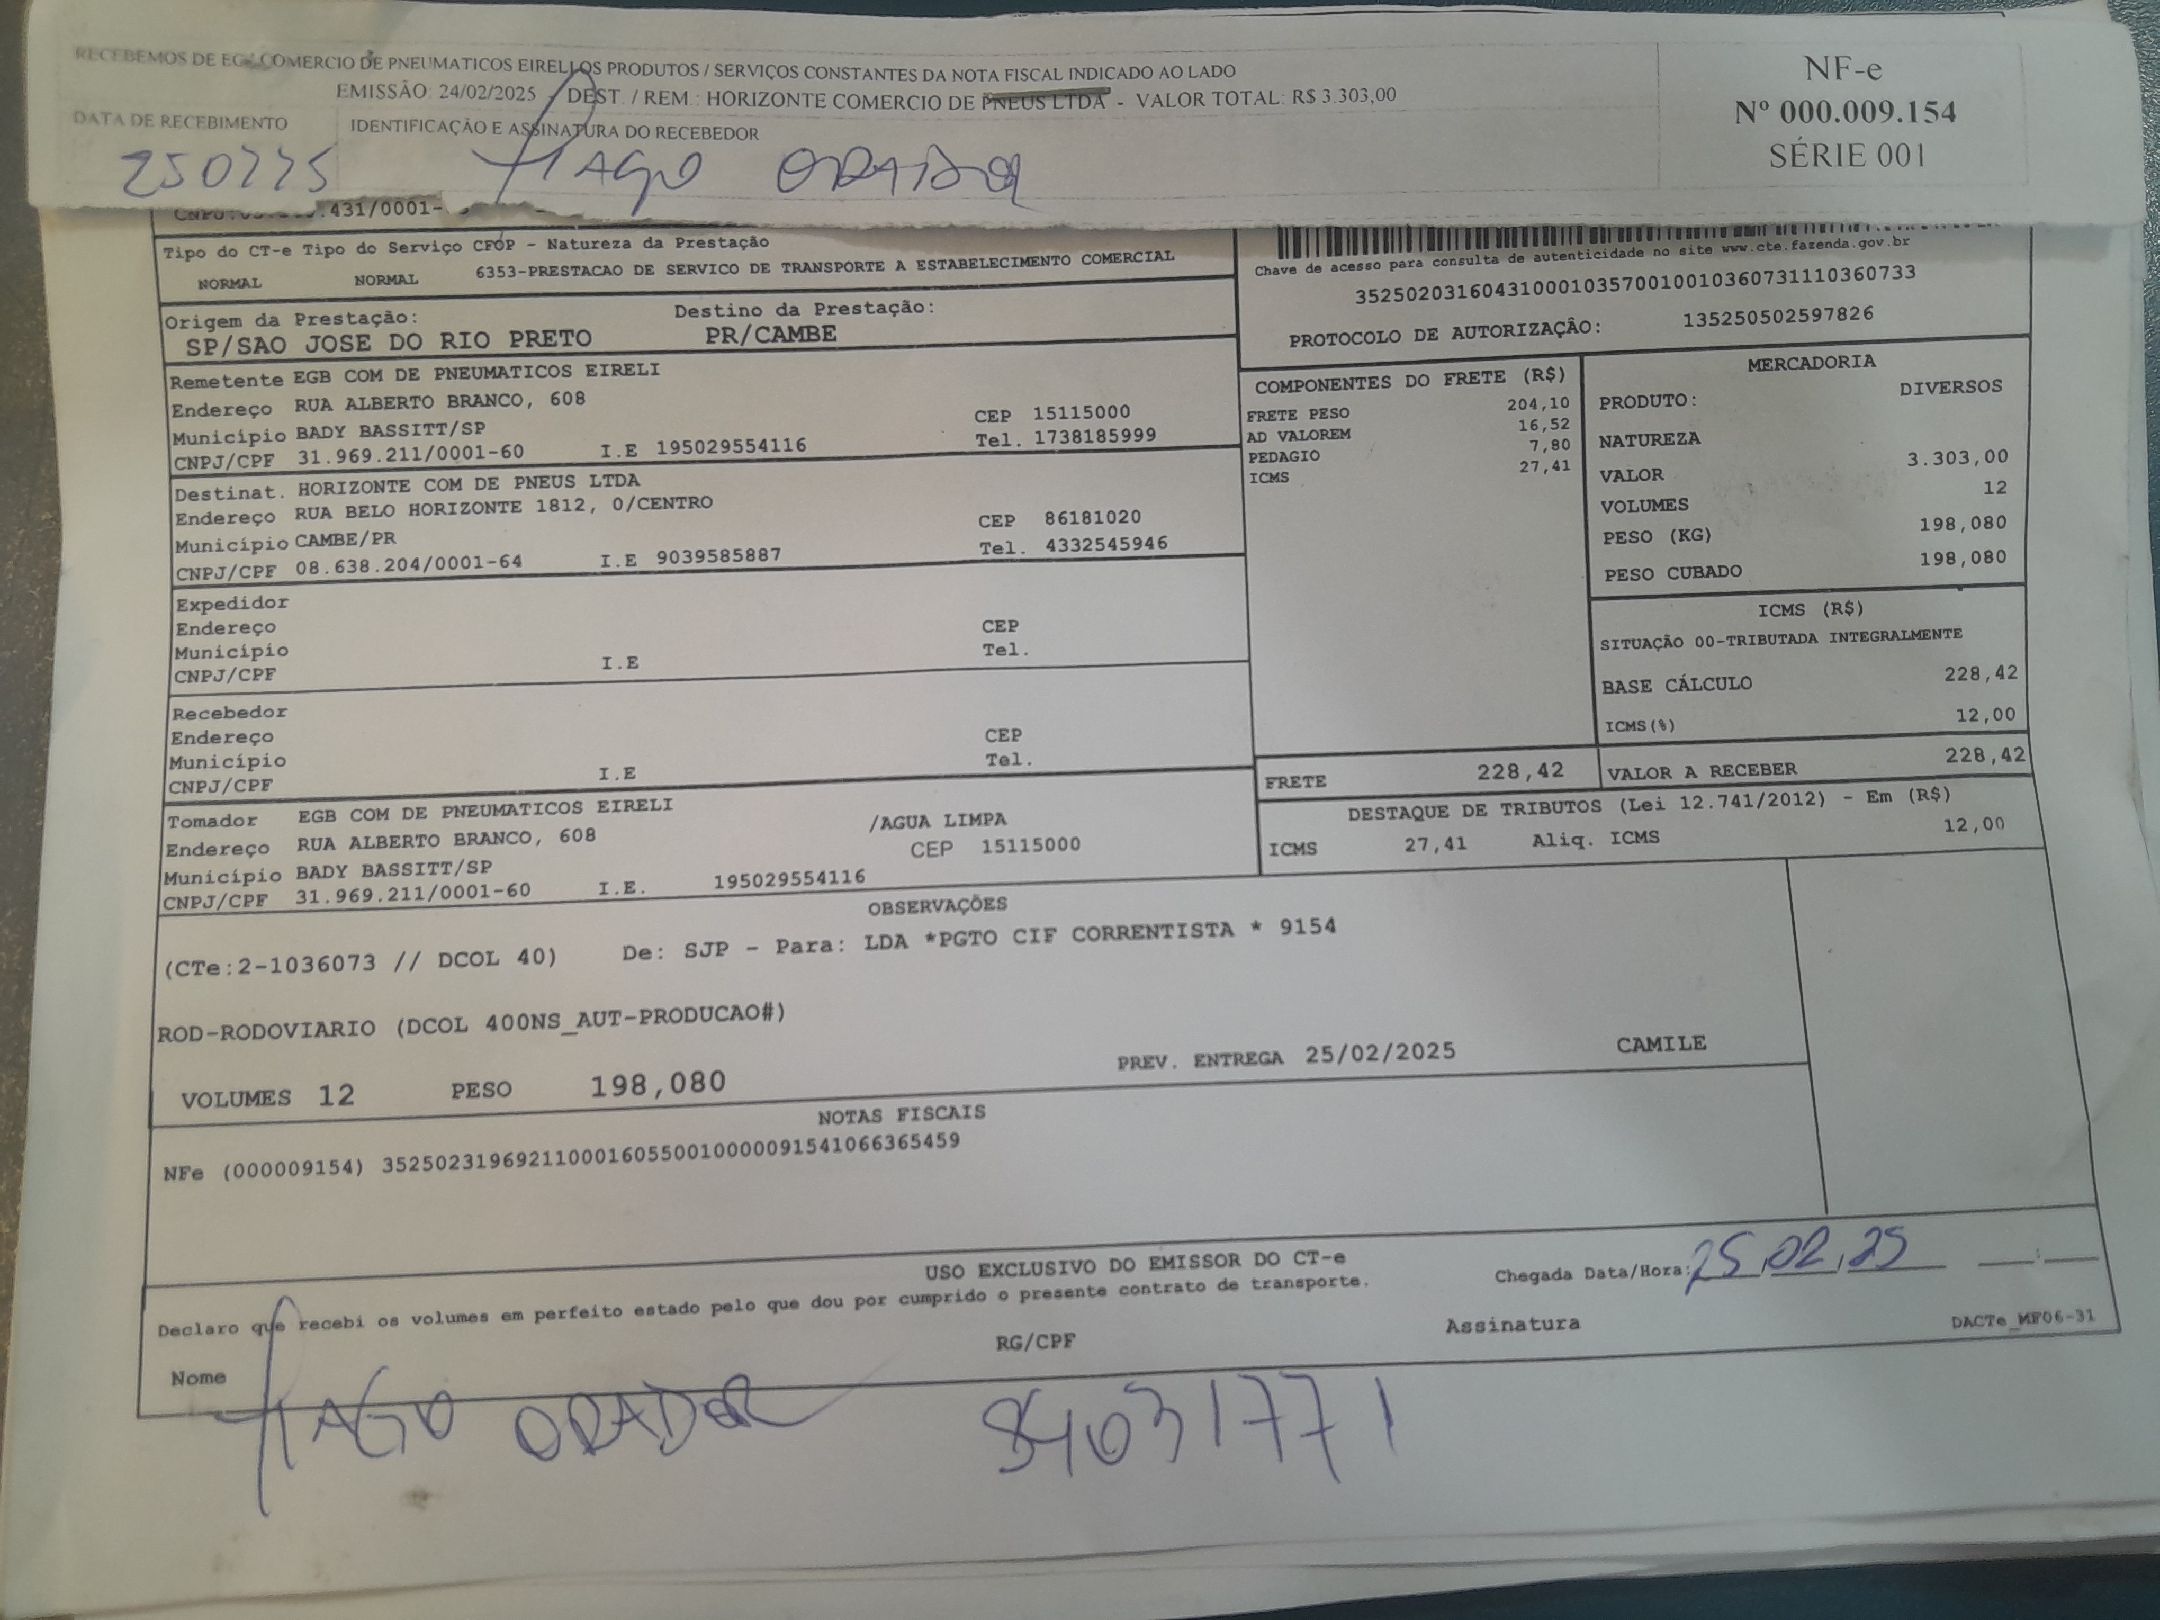 RECEBEMOS DE EGB COMERCIO DE PNEUMATICOS EIRELI OS PRODUTOS / SERVIÇOS CONSTANTES DA NOTA FISCAL INDICADO AO LADO
EMISSÃO: 24/02/2025 / DEST. / REM.: HORIZONTE COMERCIO DE PNEUS LTDA - VALOR TOTAL: R$ 3.303,00
NF-e
Nº 000.009.154
SÉRIE 001
DATA DE RECEBIMENTO IDENTIFICAÇÃO E ASSINATURA DO RECEBEDOR
TIAGO ORADOR
.431/0001-
Tipo do CT-e Tipo do Serviço CFOP - Natureza da Prestação
NORMAL NORMAL 6353-PRESTACAO DE SERVICO DE TRANSPORTE A ESTABELECIMENTO COMERCIAL
Chave de acesso para consulta de autenticidade no site www.cte.fazenda.gov.br
35250203160431000103570010010360731110360733
PROTOCOLO DE AUTORIZAÇÃO: 135250502597826
Origem da Prestação: Destino da Prestação:
SP/SAO JOSE DO RIO PRETO PR/CAMBE
Remetente EGB COM DE PNEUMATICOS EIRELI
Endereço RUA ALBERTO BRANCO, 608 CEP 15115000
Município BADY BASSITT/SP Tel. 1738185999
CNPJ/CPF 31.969.211/0001-60 I.E 195029554116
Destinat. HORIZONTE COM DE PNEUS LTDA
Endereço RUA BELO HORIZONTE 1812, 0/CENTRO CEP 86181020
Município CAMBE/PR Tel. 4332545946
CNPJ/CPF 08.638.204/0001-64 I.E 9039585887
Expedidor
Endereço CEP
Município Tel.
CNPJ/CPF I.E
Recebedor
Endereço CEP
Município Tel.
CNPJ/CPF I.E
Tomador EGB COM DE PNEUMATICOS EIRELI
Endereço RUA ALBERTO BRANCO, 608 /AGUA LIMPA
Município BADY BASSITT/SP CEP 15115000
CNPJ/CPF 31.969.211/0001-60 I.E. 195029554116
COMPONENTES DO FRETE (R$)
FRETE PESO 204,10
AD VALOREM 16,52
PEDAGIO 7,80
ICMS 27,41
MERCADORIA
PRODUTO: DIVERSOS
NATUREZA
VALOR 3.303,00
VOLUMES 12
PESO (KG) 198,080
PESO CUBADO 198,080
ICMS (R$)
SITUAÇÃO 00-TRIBUTADA INTEGRALMENTE
BASE CÁLCULO 228,42
ICMS(%) 12,00
FRETE 228,42 VALOR A RECEBER 228,42
DESTAQUE DE TRIBUTOS (Lei 12.741/2012) - Em (R$)
ICMS 27,41 Aliq. ICMS 12,00
OBSERVAÇÕES
(CTe:2-1036073 // DCOL 40) De: SJP - Para: LDA *PGTO CIF CORRENTISTA * 9154
ROD-RODOVIARIO (DCOL 400NS_AUT-PRODUCAO#)
VOLUMES 12 PESO 198,080 PREV. ENTREGA 25/02/2025 CAMILE
NOTAS FISCAIS
NFe (000009154) 35250231969211000160550010000091541066365459
USO EXCLUSIVO DO EMISSOR DO CT-e
Declaro que recebi os volumes em perfeito estado pelo que dou por cumprido o presente contrato de transporte.
Chegada Data/Hora: 25,02,25
Nome RG/CPF Assinatura DACTe_MF06-31
TIAGO ORADOR 84031771